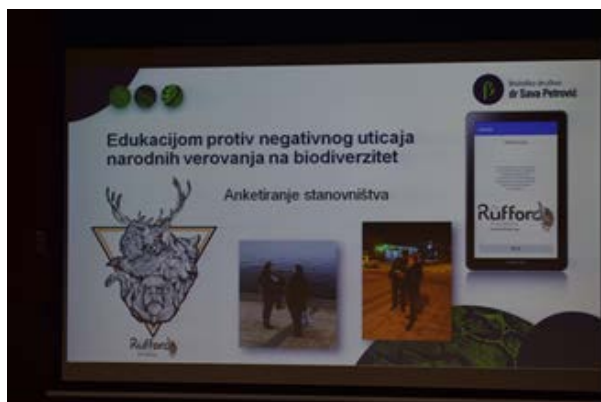 Biološko društvo
dr Sava Petrović
Edukacijom protiv negativnog uticaja
narodnih verovanja na biodiverzitet
Anketiranje stanovništva
Rufford
Rufford